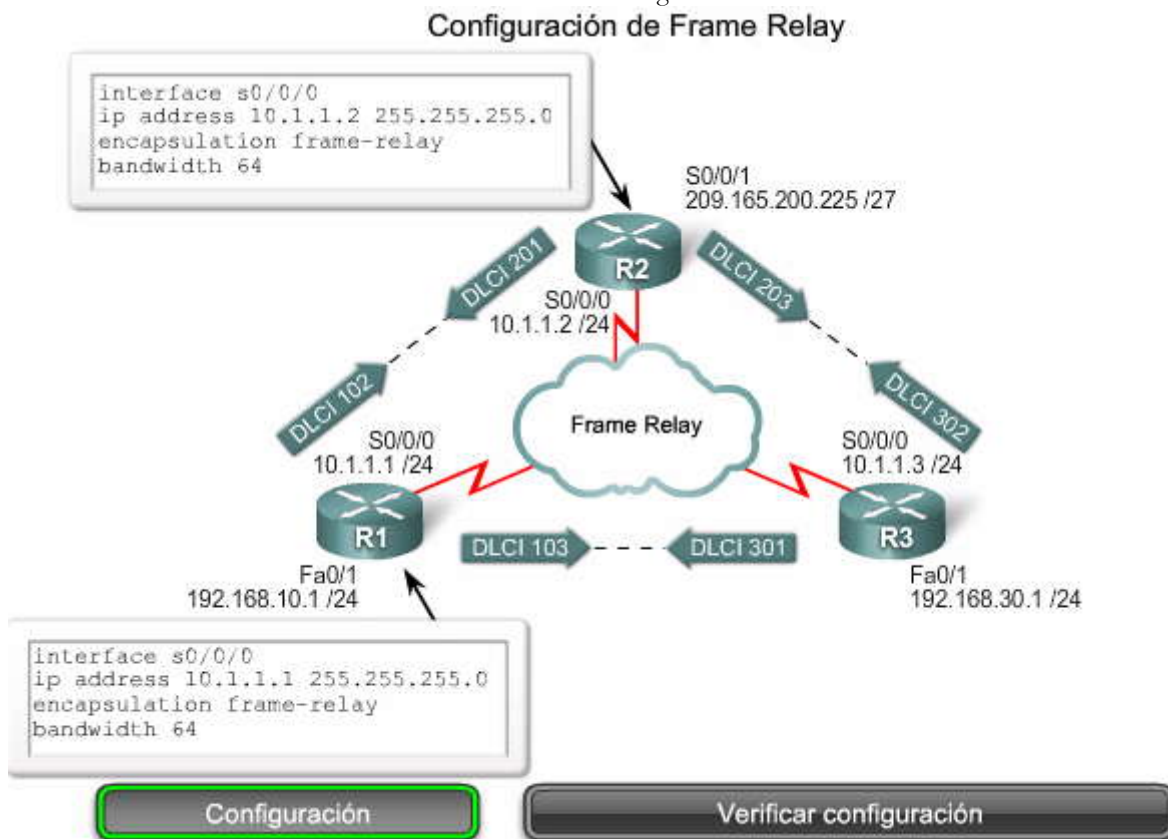 Configuración de Frame Relay
interface s0/0/0
ip address 10.1.1.2 255.255.255.0
encapsulation frame-relay
bandwidth 64
S0/0/1
209.165.200.225 /27
R2
DLCI 201
DLCI 203
S0/0/0
10.1.1.2 /24
DLCI 102
DLCI 302
Frame Relay
S0/0/0
10.1.1.1 /24
S0/0/0
10.1.1.3 /24
R1
DLCI 103
DLCI 301
R3
Fa0/1
192.168.10.1 /24
Fa0/1
192.168.30.1 /24
interface s0/0/0
ip address 10.1.1.1 255.255.255.0
encapsulation frame-relay
bandwidth 64
Configuración
Verificar configuración